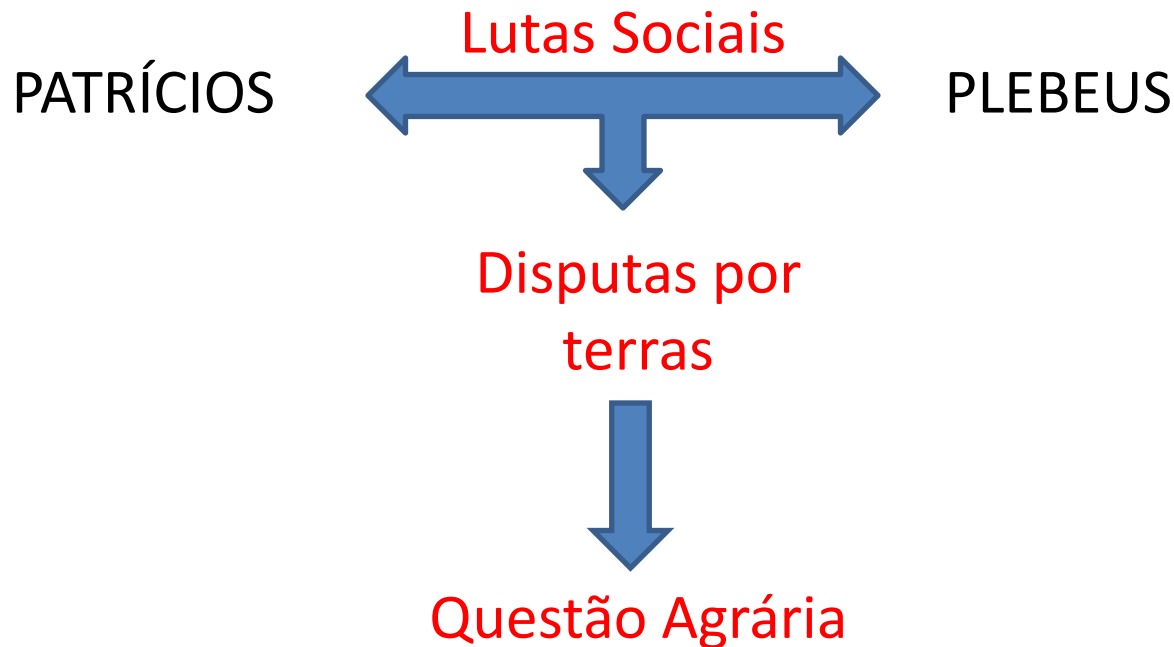 Lutas Sociais
PATRÍCIOS
PLEBEUS
Disputas por
terras
Questão Agrária